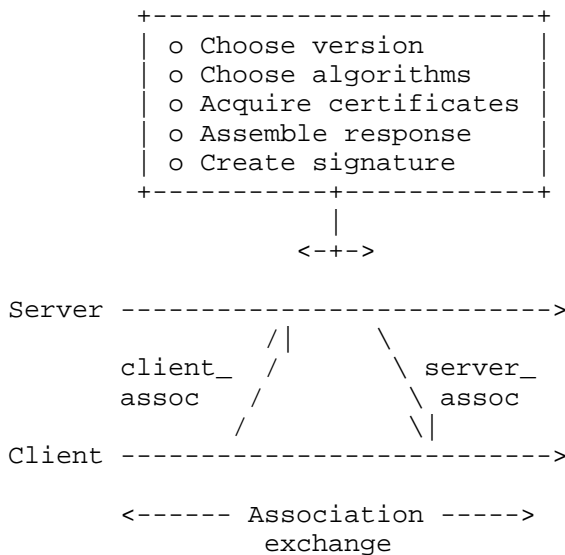 o Choose version
o Choose algorithms
o Acquire certificates
o Assemble response
o Create signature
<-+->
Server --------------------------->
client_ server_
assoc assoc
Client --------------------------->
<------ Association ----->
exchange